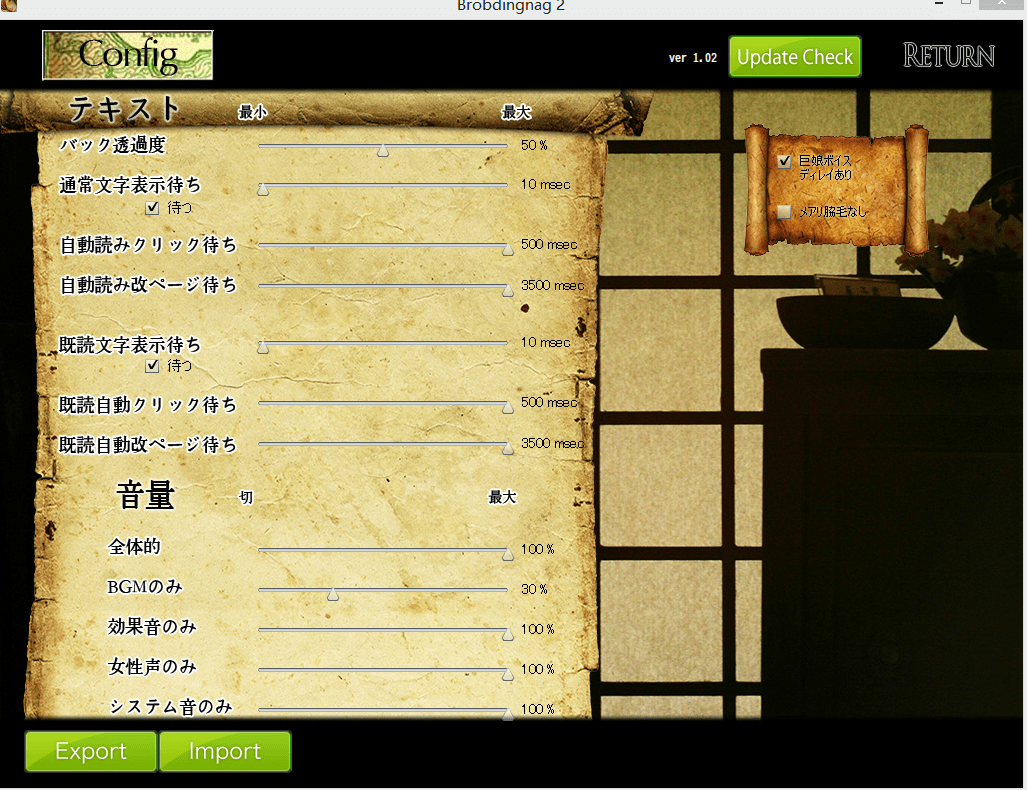 Brobdingnag 2
Config
ver 1.02
Update Check
RETURN
テキスト 最小 最大
バック透過度 50%
通常文字表示待ち 10 msec
待つ
自動読みクリック待ち 500 msec
自動読み改ページ待ち 3500 msec
既読文字表示待ち 10 msec
待つ
既読自動クリック待ち 500 msec
既読自動改ページ待ち 3500 msec
音量 切 最大
全体的 100%
BGMのみ 30%
効果音のみ 100%
女性声のみ 100%
システム音のみ 100%
巨娘ボイス
ディレイあり
メアリ脇毛なし
Export
Import